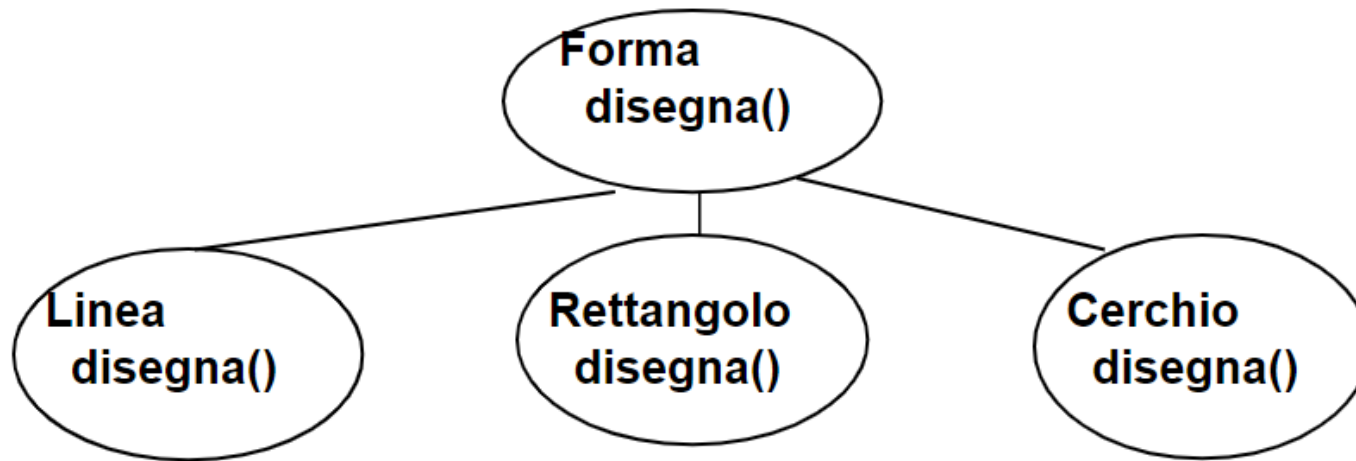 Forma
disegna()
Linea
disegna()
Rettangolo
disegna()
Cerchio
disegna()